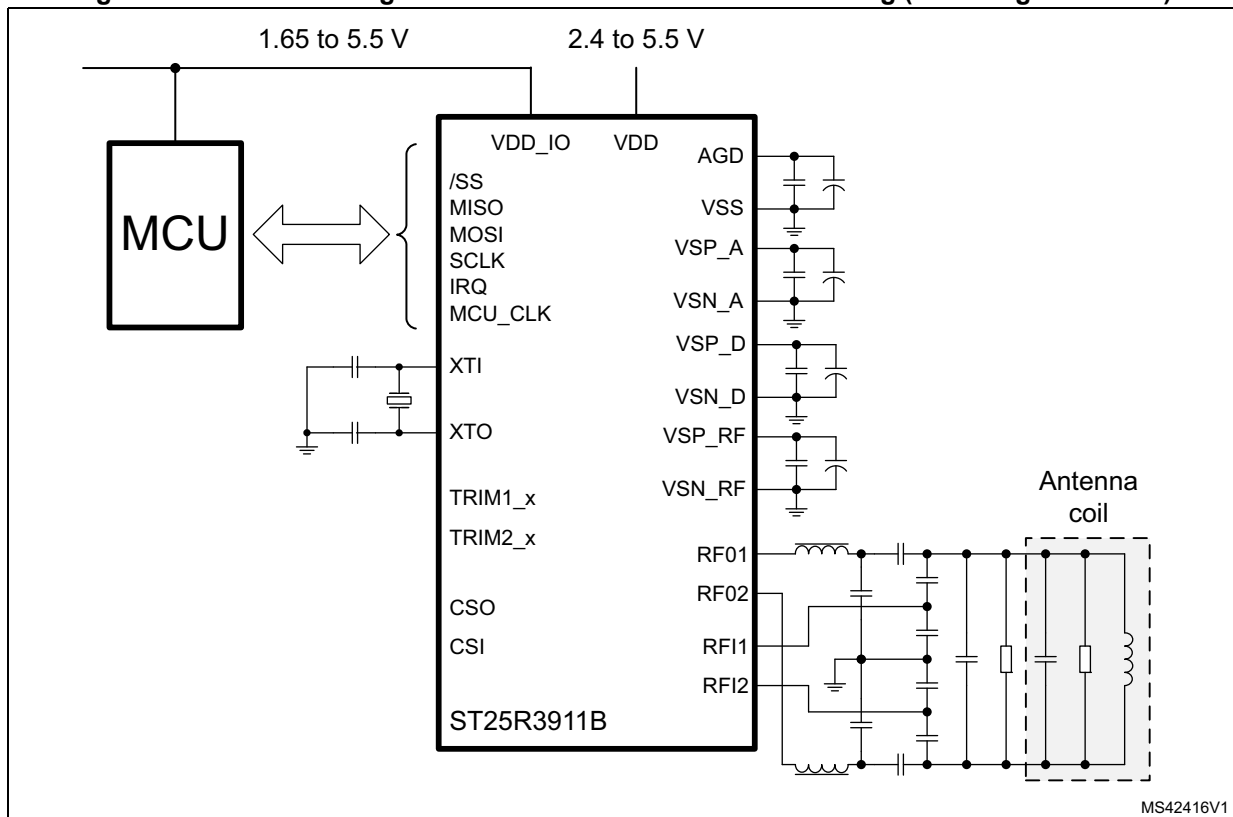 1.65 to 5.5 V
2.4 to 5.5 V
VDD_IO
VDD
MCU
/SS
MISO
MOSI
SCLK
IRQ
MCU_CLK
XTI
XTO
TRIM1_x
TRIM2_x
CSO
CSI
ST25R3911B
AGD
VSS
VSP_A
VSN_A
VSP_D
VSN_D
VSP_RF
VSN_RF
RF01
RF02
RFI1
RFI2
Antenna
coil
MS42416V1